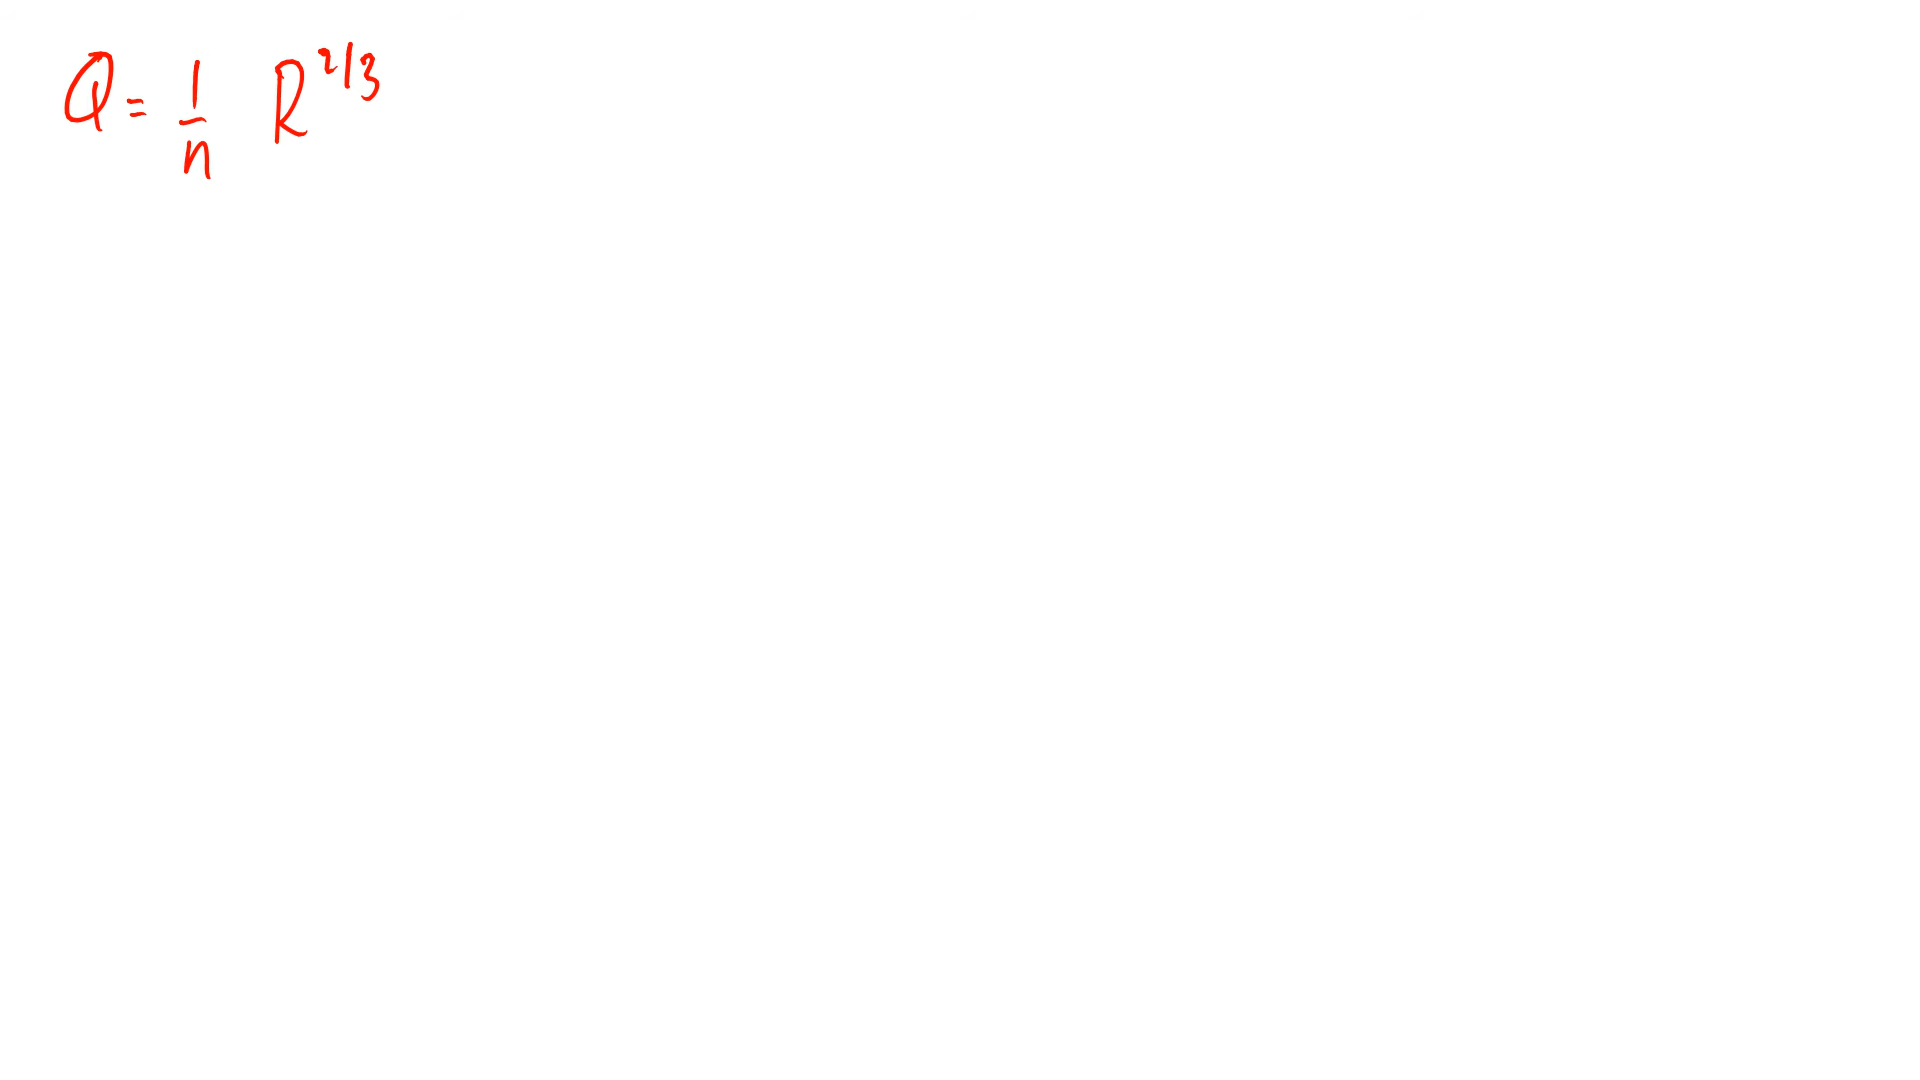 Q = 1/n R^2/3